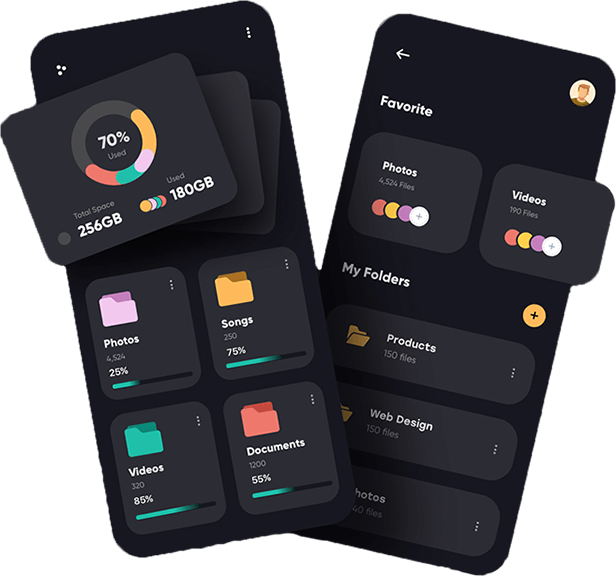 70%
Used
Total Space
256GB
Used
180GB
Photos
4,524
25%
Songs
250
75%
Videos
320
85%
Documents
1200
55%
Favorite
Photos
4,524 Files
Videos
190 Files
+
+
My Folders
+
Products
150 files
Web Design
150 files
hotos
40 files